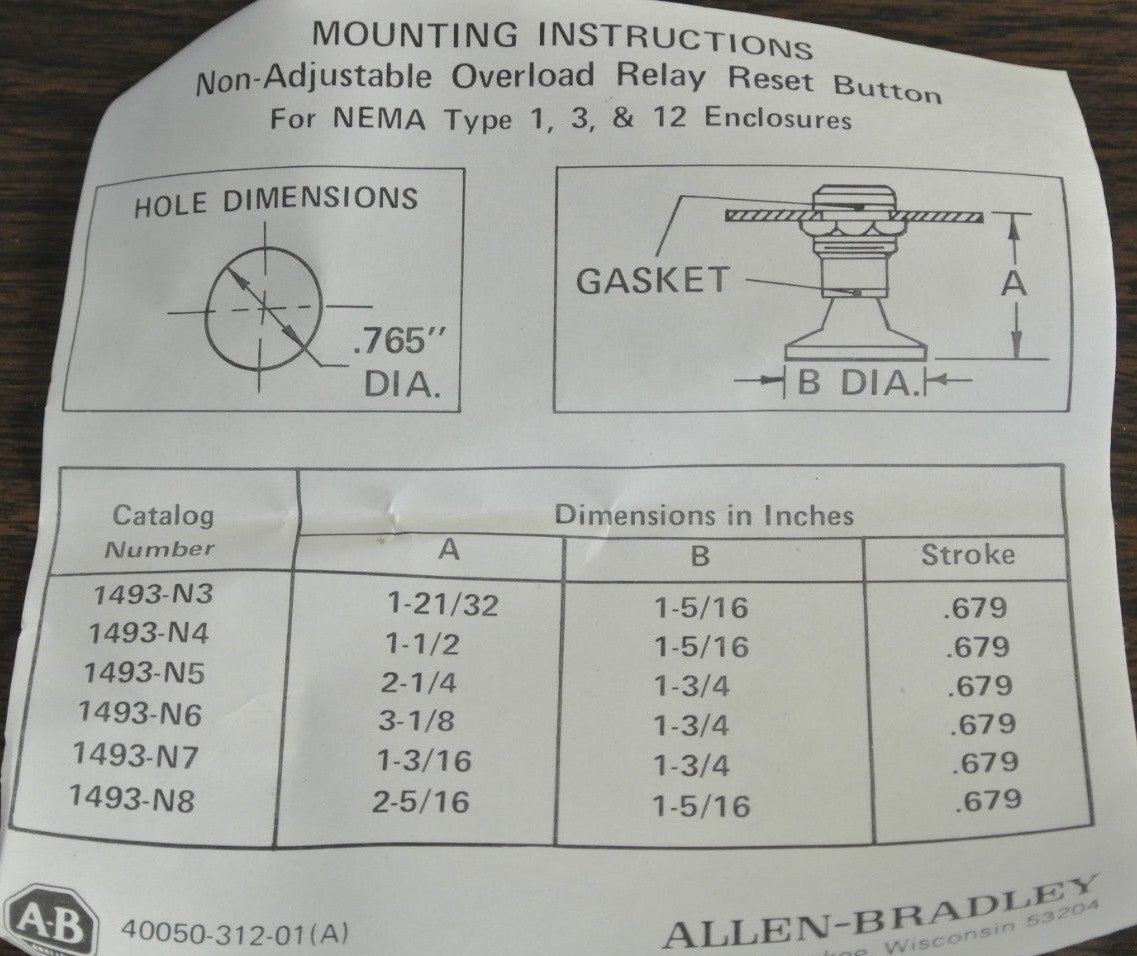 MOUNTING INSTRUCTIONS
Non-Adjustable Overload Relay Reset Button
For NEMA Type 1, 3, & 12 Enclosures
HOLE DIMENSIONS
.765"
DIA.
GASKET
A
B DIA.
Catalog
Number
Dimensions in Inches
A B Stroke
1493-N3 1-21/32 1-5/16 .679
1493-N4 1-1/2 1-5/16 .679
1493-N5 2-1/4 1-3/4 .679
1493-N6 3-1/8 1-3/4 .679
1493-N7 1-3/16 1-3/4 .679
1493-N8 2-5/16 1-5/16 .679
A-B
40050-312-01(A)
ALLEN-BRADLEY
Wisconsin 53204